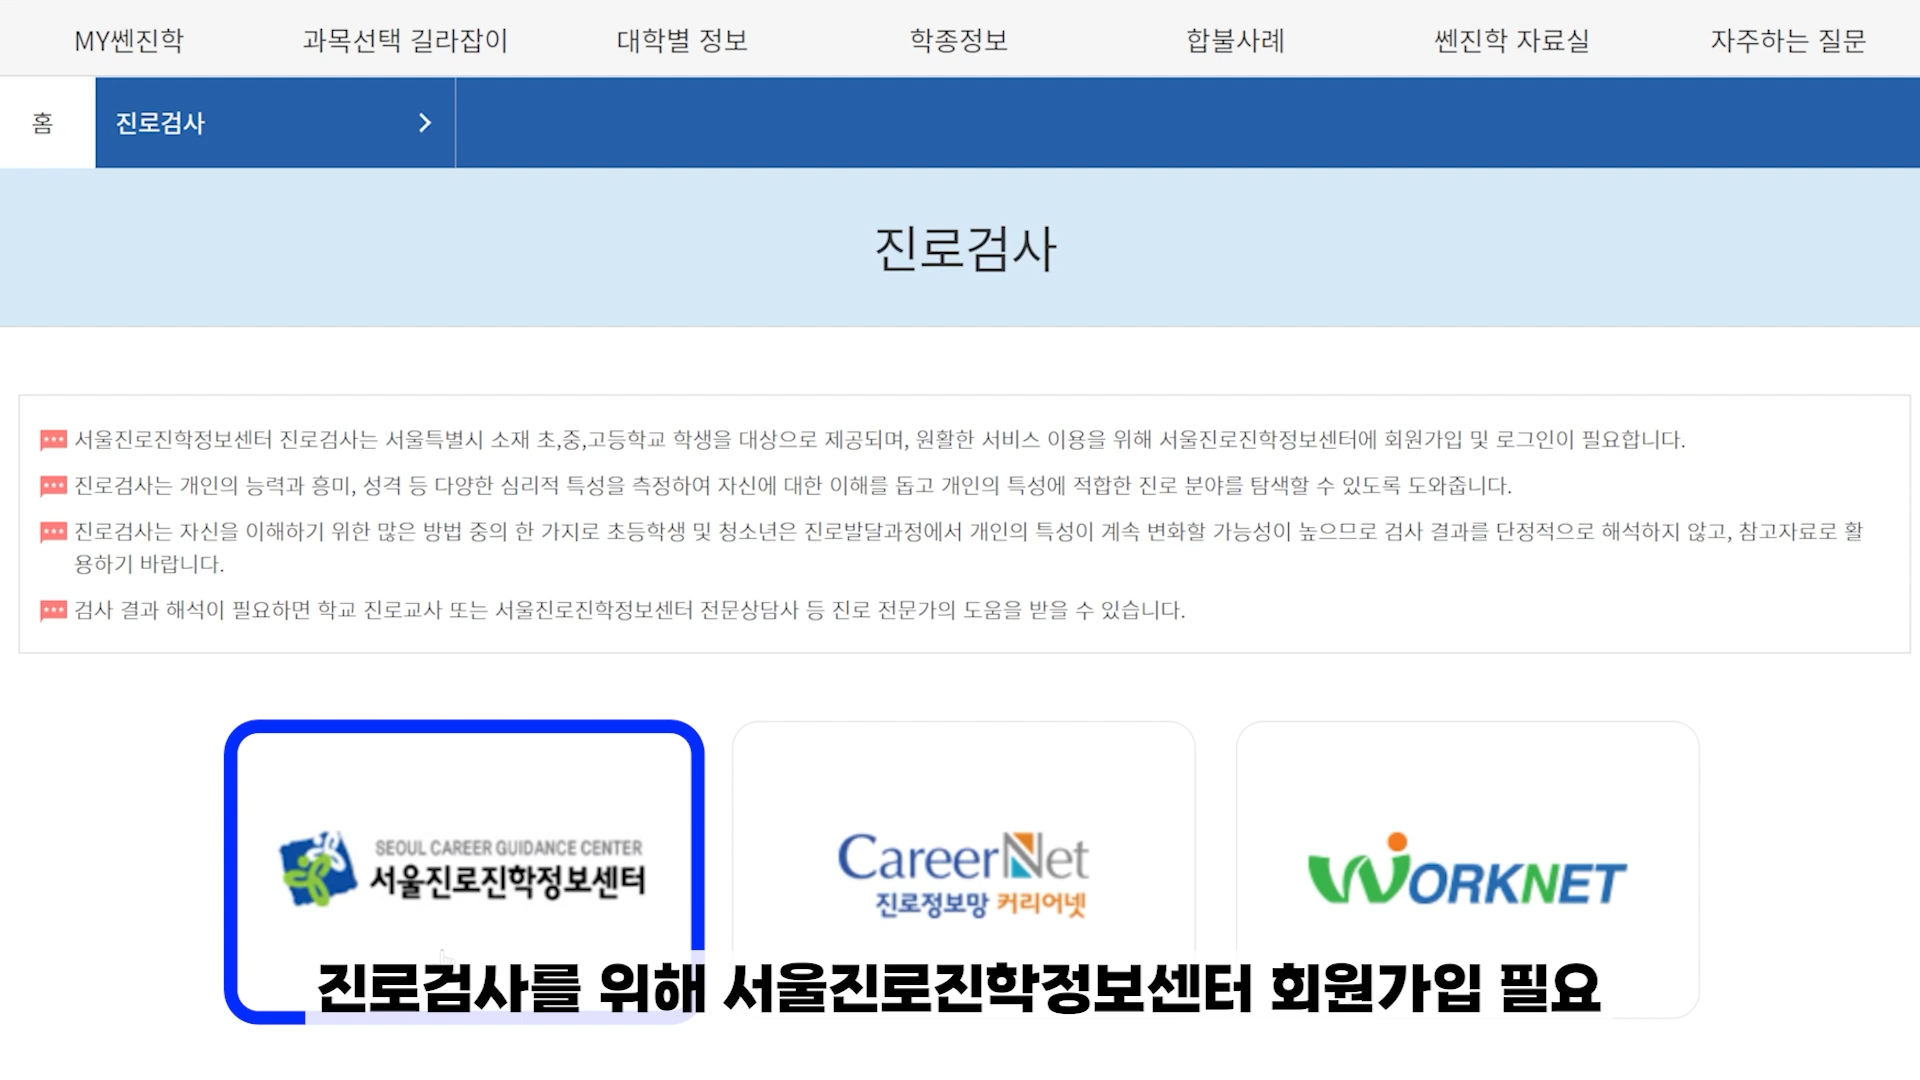 MY쎈진학 과목선택 길라잡이 대학별 정보 학종정보 합불사례 쎈진학 자료실 자주하는 질문
홈 진로검사
진로검사
서울진로진학정보센터 진로검사는 서울특별시 소재 초,중,고등학교 학생을 대상으로 제공되며, 원활한 서비스 이용을 위해 서울진로진학정보센터에 회원가입 및 로그인이 필요합니다.
진로검사는 개인의 능력과 흥미, 성격 등 다양한 심리적 특성을 측정하여 자신에 대한 이해를 돕고 개인의 특성에 적합한 진로 분야를 탐색할 수 있도록 도와줍니다.
진로검사는 자신을 이해하기 위한 많은 방법 중의 한 가지로 초등학생 및 청소년은 진로발달과정에서 개인의 특성이 계속 변화할 가능성이 높으므로 검사 결과를 단정적으로 해석하지 않고, 참고자료로 활
용하기 바랍니다.
검사 결과 해석이 필요하면 학교 진로교사 또는 서울진로진학정보센터 전문상담사 등 진로 전문가의 도움을 받을 수 있습니다.
SEOUL CAREER GUIDANCE CENTER
서울진로진학정보센터
CareerNet
진로정보망 커리어넷
WORKNET
진로검사를 위해 서울진로진학정보센터 회원가입 필요